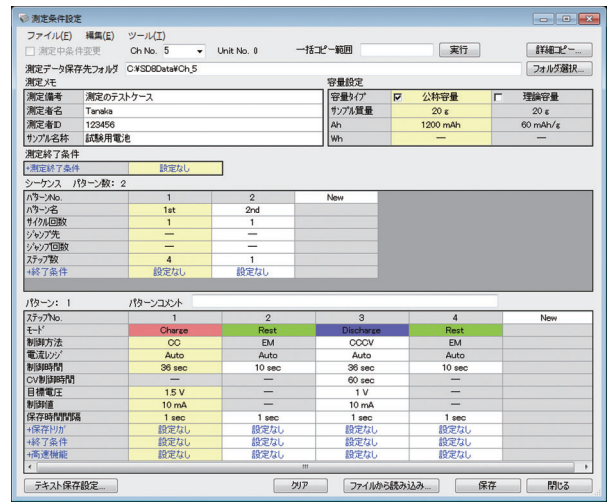 測定条件設定
ファイル(F) 編集(E) ツール(T)
測定中条件変更 Ch No. 5 Unit No. 0 一括コピー範囲 実行 詳細コピー...
測定データ保存先フォルダ C:¥SD8Data¥Ch_5 フォルダ選択...
測定メモ 容量設定
測定備考 測定のテストケース 容量タイプ 公称容量 理論容量
測定者名 Tanaka サンプル質量 20 g 20 g
測定者ID 123456 Ah 1200 mAh 60 mAh/g
サンプル名称 試験用電池 Wh —
測定終了条件
+測定終了条件 設定なし
シーケンス パターン数: 2
パターンNo. 1 2 New
パターン名 1st 2nd
サイクル回数 1 1
ジャンプ先 — —
ジャンプ回数 — —
ステップ数 4 1
+終了条件 設定なし 設定なし
パターン: 1 パターンコメント
ステップNo. 1 2 3 4 New
モード Charge Rest Discharge Rest
制御方法 CC EM CCCV EM
電流レンジ Auto Auto Auto Auto
制御時間 36 sec 10 sec 36 sec 10 sec
CV制御時間 — — 60 sec —
目標電圧 1.5 V — 1 V —
制御値 10 mA — 10 mA —
保存時間間隔 1 sec 1 sec 1 sec 1 sec
+保存トリガ 設定なし 設定なし 設定なし 設定なし
+終了条件 設定なし 設定なし 設定なし 設定なし
+高速機能 設定なし 設定なし 設定なし 設定なし
テキスト保存設定... クリア ファイルから読み込み... 保存 閉じる